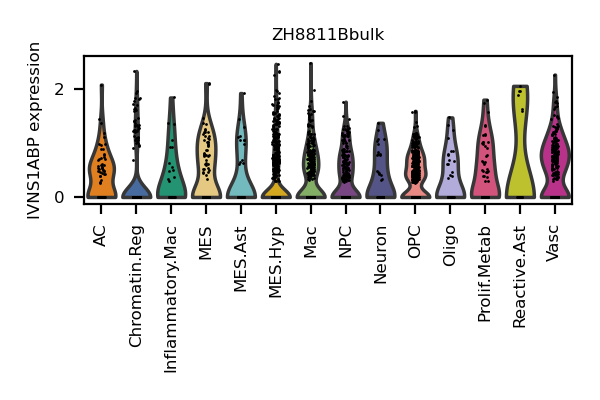 ZH8811Bbulk
IVNS1ABP expression
2
0
AC
Chromatin.Reg
Inflammatory.Mac
MES
MES.Ast
MES.Hyp
Mac
NPC
Neuron
OPC
Oligo
Prolif.Metab
Reactive.Ast
Vasc